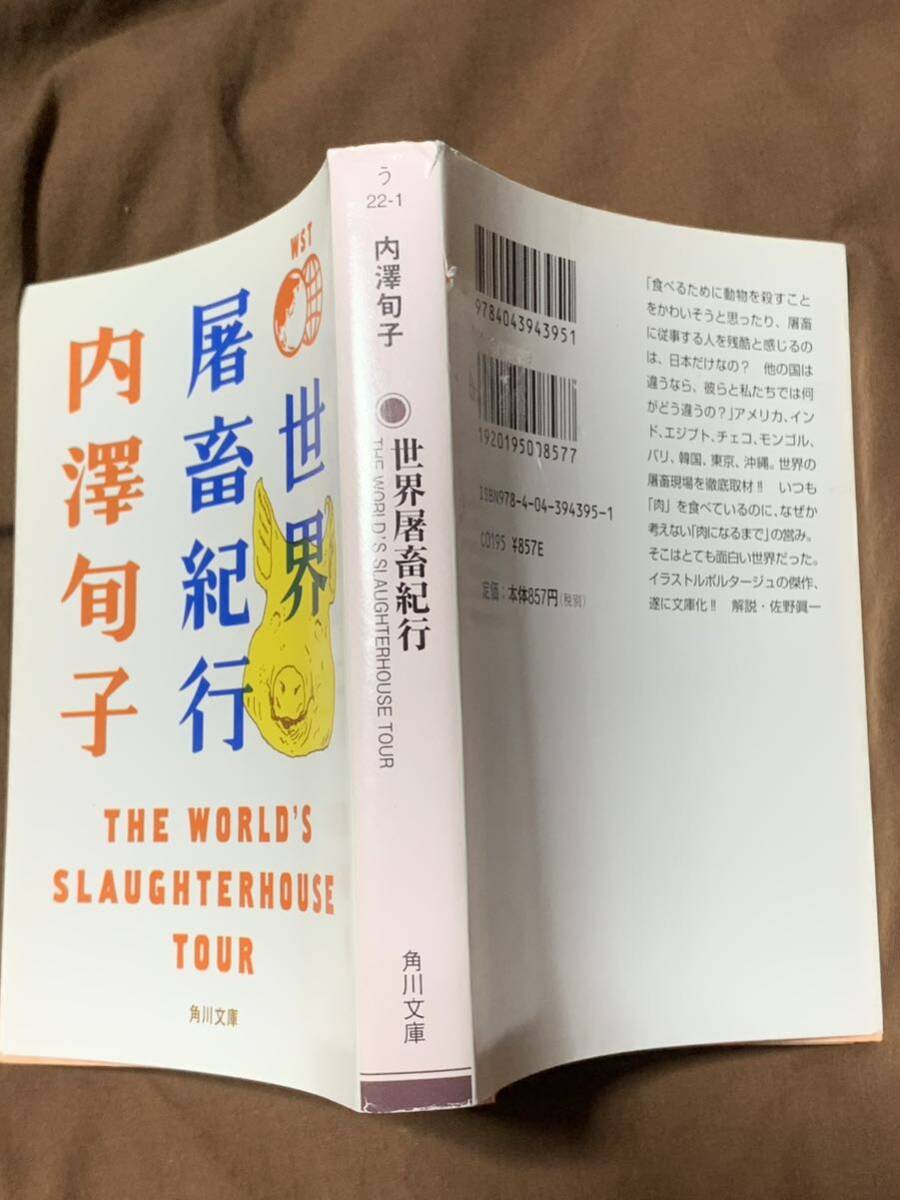 WST
世界
屠畜紀行
内澤旬子
THE WORLD'S
SLAUGHTERHOUSE
TOUR
角川文庫
う
22-1
内澤旬子
世界屠畜紀行
THE WORLD'S SLAUGHTERHOUSE TOUR
角川文庫
9784043943951
1920195008577
ISBN978-4-04-394395-1
C0195 ¥857E
定価:本体857円(税別)
「食べるために動物を殺すこと
をかわいそうと思ったり、屠畜
に従事する人を残酷と感じるの
は、日本だけなの? 他の国は
違うなら、彼らと私たちでは何
がどう違うの?」アメリカ、イン
ド、エジプト、チェコ、モンゴル、
バリ、韓国、東京、沖縄。世界の
屠畜現場を徹底取材!! いつも
「肉」を食べているのに、なぜか
考えない「肉になるまで」の営み。
そこはとても面白い世界だった。
イラストルポルタージュの傑作、
遂に文庫化!! 解説・佐野眞一